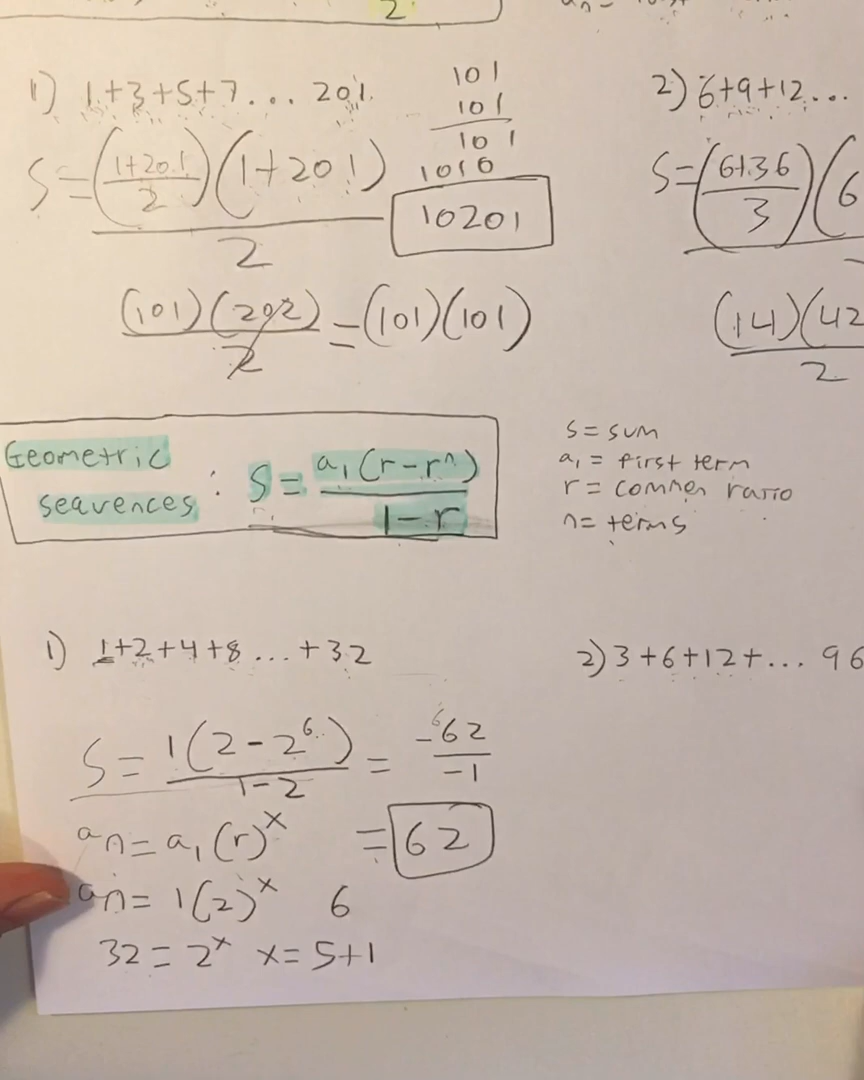 2
1) 1+3+5+7... 201
101
101
101
1010
10201
S=((1+201)/2)(1+201)/2
(101)(202)/2=(101)(101)
2) 6+9+12...
S=((6+36)/3)(6
(14)(42
2
Geometric sequences: S=a₁(r-rⁿ)/1-r
s=sum
a₁=first term
r=common ratio
n=terms
1) 1+2+4+8...+32
S=1(2-2⁶)/1-2=-62/-1
=62
an=a₁(r)ˣ
an=1(2)ˣ 6
32=2ˣ x=5+1
2) 3+6+12+...96